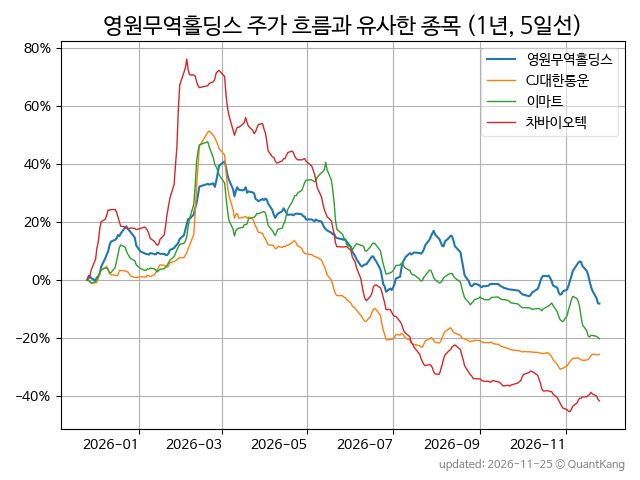 영원무역홀딩스 주가 흐름과 유사한 종목 (1년, 5일선)
80%
60%
40%
20%
0%
−20%
−40%
영원무역홀딩스
CJ대한통운
이마트
차바이오텍
2026-01
2026-03
2026-05
2026-07
2026-09
2026-11
updated: 2026-11-25 © QuantKang